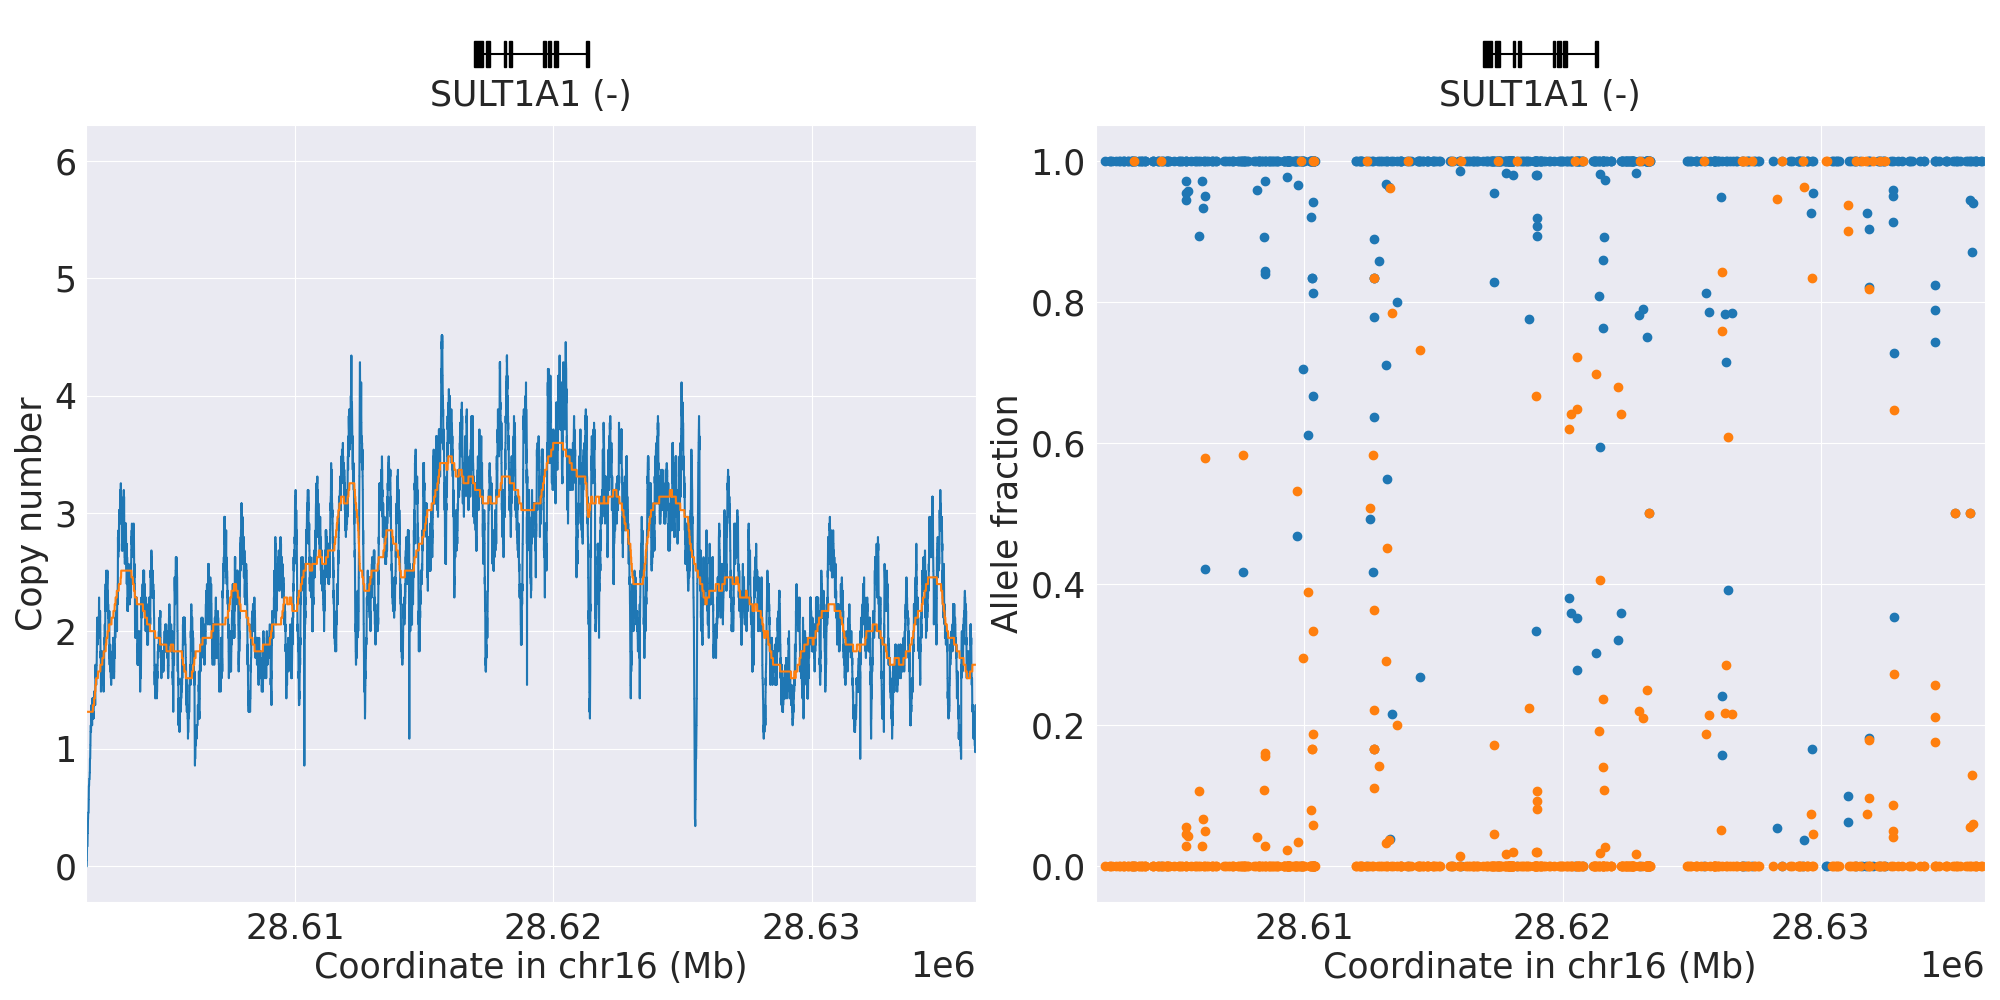 SULT1A1 (-)
Copy number
6
5
4
3
2
1
0
28.61
28.62
28.63
Coordinate in chr16 (Mb)
1e6
SULT1A1 (-)
Allele fraction
1.0
0.8
0.6
0.4
0.2
0.0
28.61
28.62
28.63
Coordinate in chr16 (Mb)
1e6